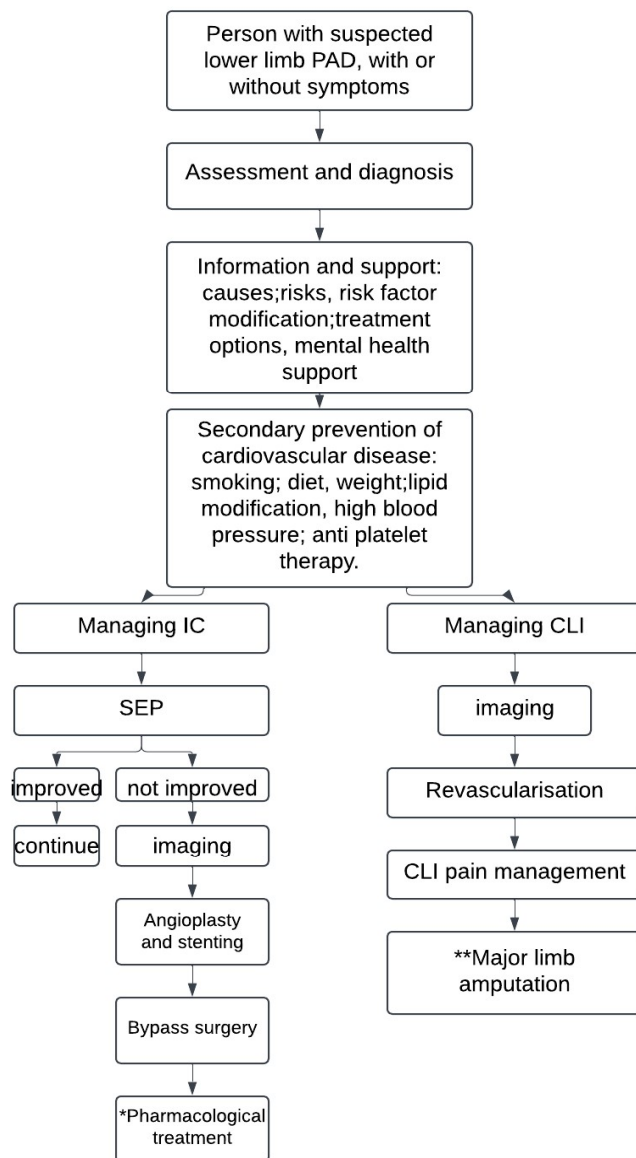 Person with suspected
lower limb PAD, with or
without symptoms
Assessment and diagnosis
Information and support:
causes;risks, risk factor
modification;treatment
options, mental health
support
Secondary prevention of
cardiovascular disease:
smoking; diet, weight;lipid
modification, high blood
pressure; anti platelet
therapy.
Managing IC
SEP
improved
continue
not improved
imaging
Angioplasty
and stenting
Bypass surgery
*Pharmacological
treatment
Managing CLI
imaging
Revascularisation
CLI pain management
**Major limb
amputation